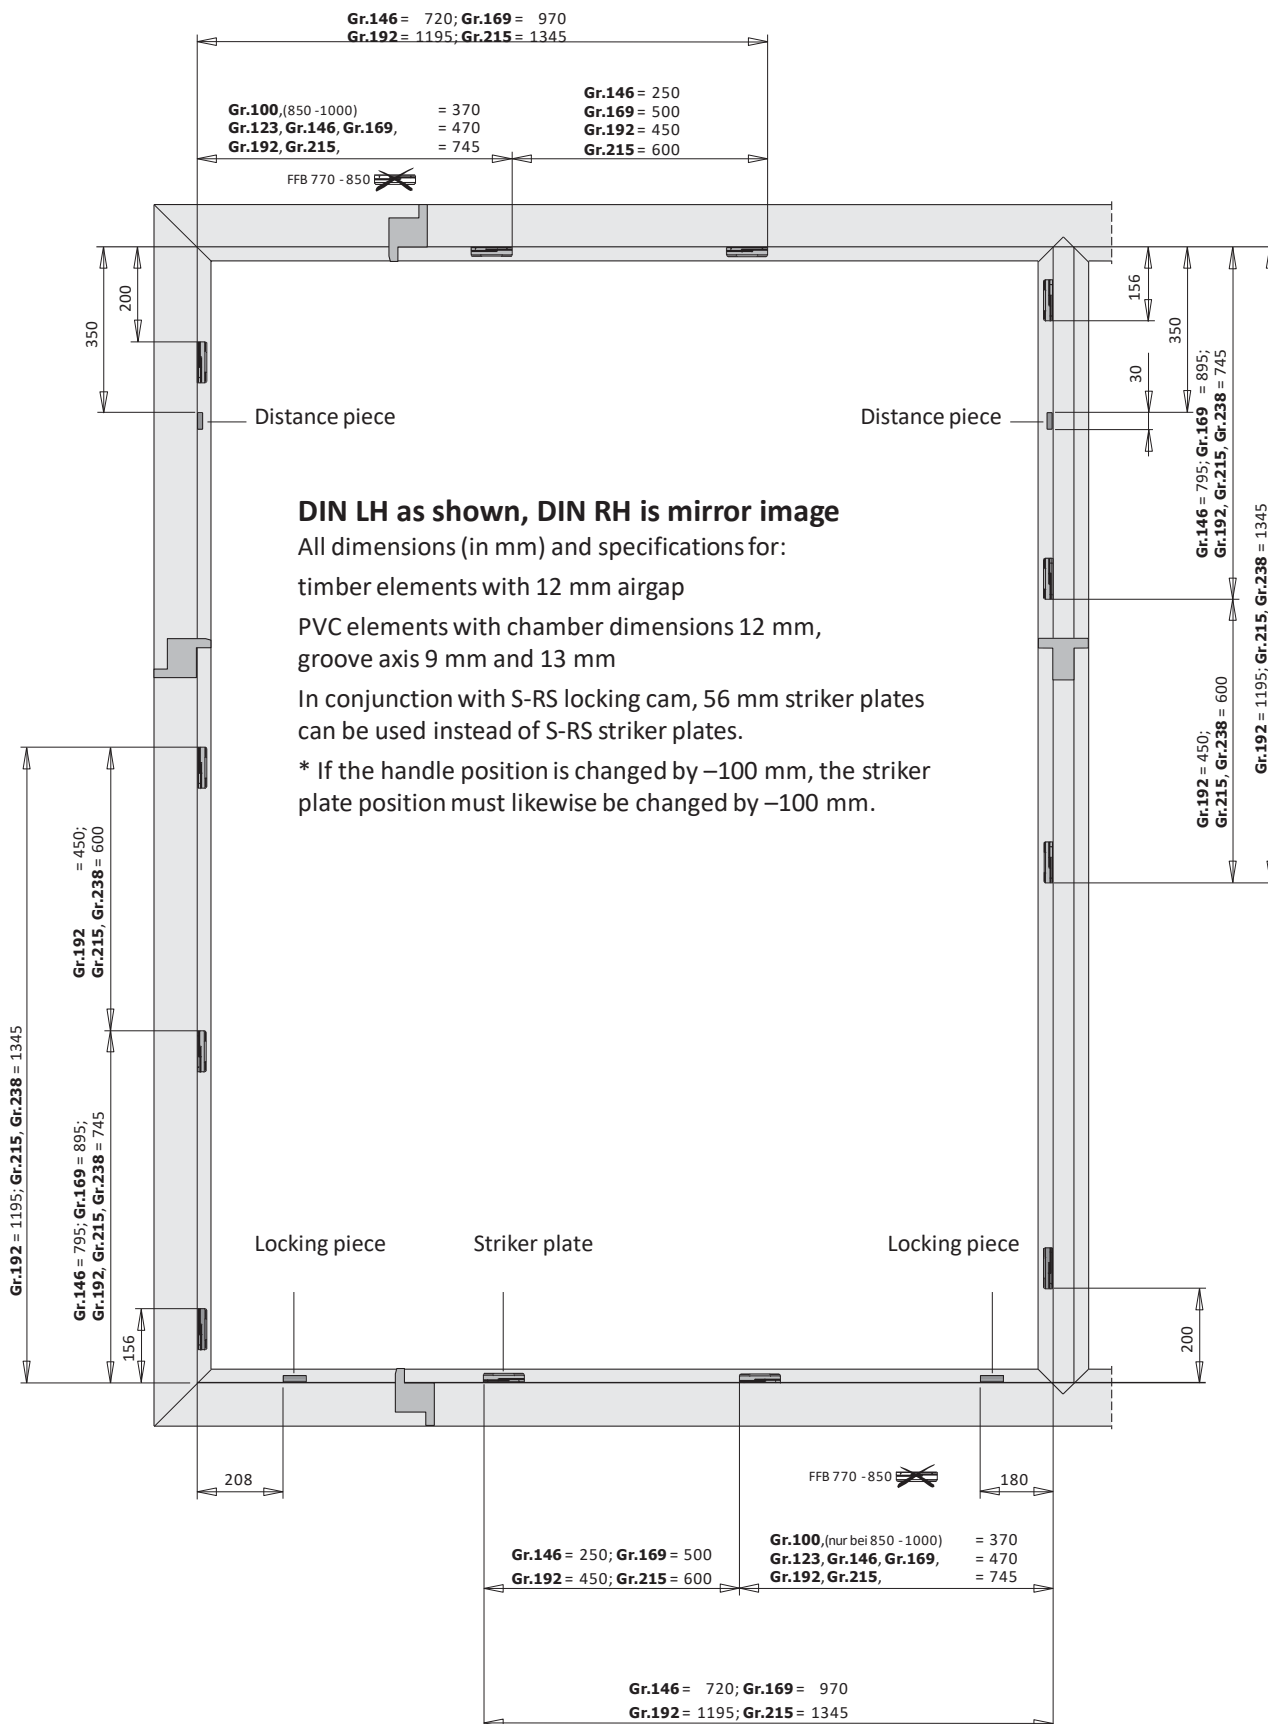 Gr.146 = 720; Gr.169 = 970
Gr.192 = 1195; Gr.215 = 1345
Gr.100,(850 -1000) = 370
Gr.123, Gr.146, Gr.169, = 470
Gr.192, Gr.215, = 745
Gr.146 = 250
Gr.169 = 500
Gr.192 = 450
Gr.215 = 600
FFB 770 - 850
350
200
156
30
350
Gr.146 = 795; Gr.169 = 895;
Gr.192, Gr.215, Gr.238 = 745
Gr.192 = 1195; Gr.215, Gr.238 = 1345
Gr.192 = 450;
Gr.215, Gr.238 = 600
Distance piece
Distance piece
DIN LH as shown, DIN RH is mirror image
All dimensions (in mm) and specifications for:
timber elements with 12 mm airgap
PVC elements with chamber dimensions 12 mm,
groove axis 9 mm and 13 mm
In conjunction with S-RS locking cam, 56 mm striker plates
can be used instead of S-RS striker plates.
* If the handle position is changed by –100 mm, the striker
plate position must likewise be changed by –100 mm.
Gr.192 = 450;
Gr.215, Gr.238 = 600
Gr.192 = 1195; Gr.215, Gr.238 = 1345
Gr.146 = 795; Gr.169 = 895;
Gr.192, Gr.215, Gr.238 = 745
156
Locking piece
Striker plate
Locking piece
200
208
FFB 770 - 850
180
Gr.146 = 250; Gr.169 = 500
Gr.192 = 450; Gr.215 = 600
Gr.100,(nur bei 850 - 1000) = 370
Gr.123, Gr.146, Gr.169, = 470
Gr.192, Gr.215, = 745
Gr.146 = 720; Gr.169 = 970
Gr.192 = 1195; Gr.215 = 1345